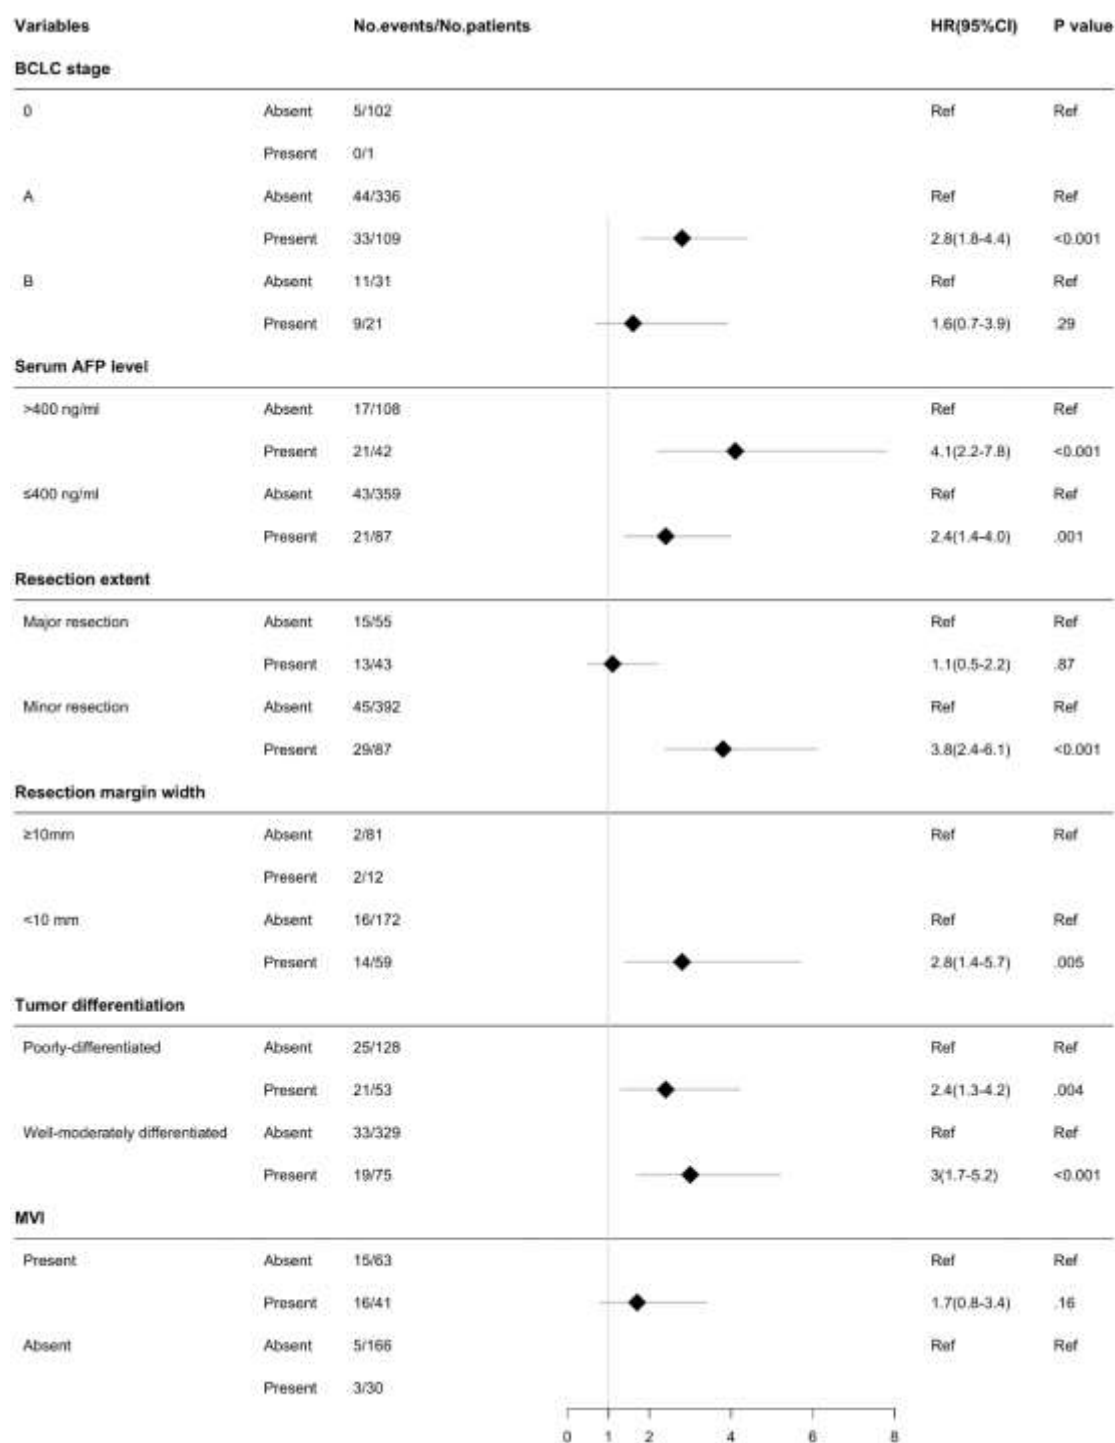 Variables No.events/No.patients HR(95%CI) P value
BCLC stage
0 Absent 5/102 Ref Ref
Present 0/1
A Absent 44/336 Ref Ref
Present 33/109 2.8(1.8-4.4) <0.001
B Absent 11/31 Ref Ref
Present 9/21 1.6(0.7-3.9) .29
Serum AFP level
>400 ng/ml Absent 17/108 Ref Ref
Present 21/42 4.1(2.2-7.8) <0.001
≤400 ng/ml Absent 43/359 Ref Ref
Present 21/87 2.4(1.4-4.0) .001
Resection extent
Major resection Absent 15/55 Ref Ref
Present 13/43 1.1(0.5-2.2) .87
Minor resection Absent 45/392 Ref Ref
Present 29/87 3.8(2.4-6.1) <0.001
Resection margin width
≥10mm Absent 2/81 Ref Ref
Present 2/12
<10 mm Absent 16/172 Ref Ref
Present 14/59 2.8(1.4-5.7) .005
Tumor differentiation
Poorly-differentiated Absent 25/128 Ref Ref
Present 21/53 2.4(1.3-4.2) .004
Well-moderately differentiated Absent 33/329 Ref Ref
Present 19/75 3(1.7-5.2) <0.001
MVI
Present Absent 15/63 Ref Ref
Present 16/41 1.7(0.8-3.4) .16
Absent Absent 5/166 Ref Ref
Present 3/30
0 1 2 4 6 8